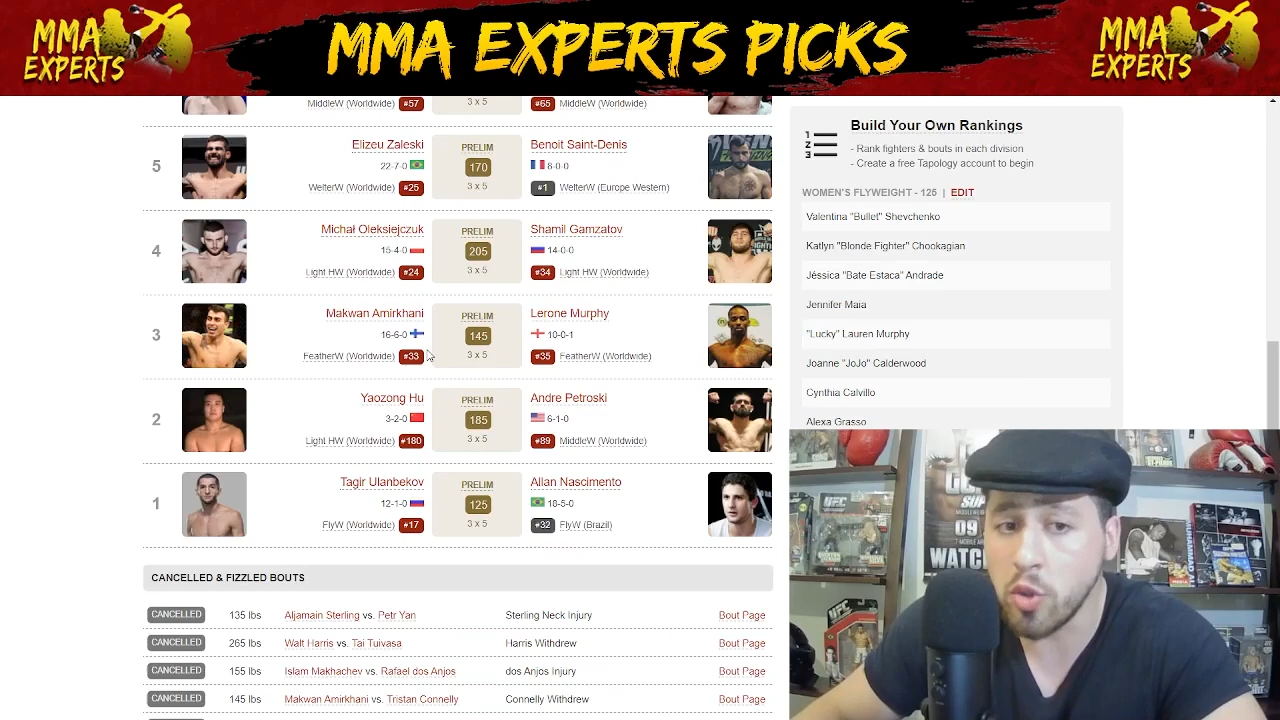 MMA EXPERTS
MMA EXPERTS PICKS
MMA EXPERTS
MiddleW (Worldwide) #57
3 x 5
#65 MiddleW (Worldwide)
5
Elizeu Zaleski
22-7-0
WelterW (Worldwide) #25
PRELIM
170
3 x 5
Benoit Saint-Denis
8-0-0
#1 WelterW (Europe Western)
4
Michał Oleksiejczuk
15-4-0
Light HW (Worldwide) #24
PRELIM
205
3 x 5
Shamil Gamzatov
14-0-0
#34 Light HW (Worldwide)
3
Makwan Amirkhani
16-6-0
FeatherW (Worldwide) #33
PRELIM
145
3 x 5
Lerone Murphy
10-0-1
#35 FeatherW (Worldwide)
2
Yaozong Hu
3-2-0
Light HW (Worldwide) #180
PRELIM
185
3 x 5
Andre Petroski
6-1-0
#89 MiddleW (Worldwide)
1
Tagir Ulanbekov
12-1-0
FlyW (Worldwide) #17
PRELIM
125
3 x 5
Allan Nascimento
18-5-0
#32 FlyW (Brazil)
CANCELLED & FIZZLED BOUTS
CANCELLED 135 lbs Aljamain Sterling vs. Petr Yan Sterling Neck Injury Bout Page
CANCELLED 265 lbs Walt Harris vs. Tai Tuivasa Harris Withdrew Bout Page
CANCELLED 155 lbs Islam Makhachev vs. Rafael dos Anjos dos Anjos Injury Bout Page
CANCELLED 145 lbs Makwan Amirkhani vs. Tristan Connelly Connelly Withdrew Bout Page
1
2
3
Build Your Own Rankings
- Rank fighters & bouts in each division
- Create a free Tapology account to begin
WOMEN'S FLYWEIGHT - 125 | EDIT
Valentina "Bullet" Shevchenko
Katlyn "Blonde Fighter" Chookagian
Jéssica "Bate Estaca" Andrade
Jennifer Maia
"Lucky" Lauren Murphy
Joanne "JoJo" Calderwood
Cynthia Calvillo
Alexa Grasso
UFC
SUP
09
WATCH
MUHAMMAD